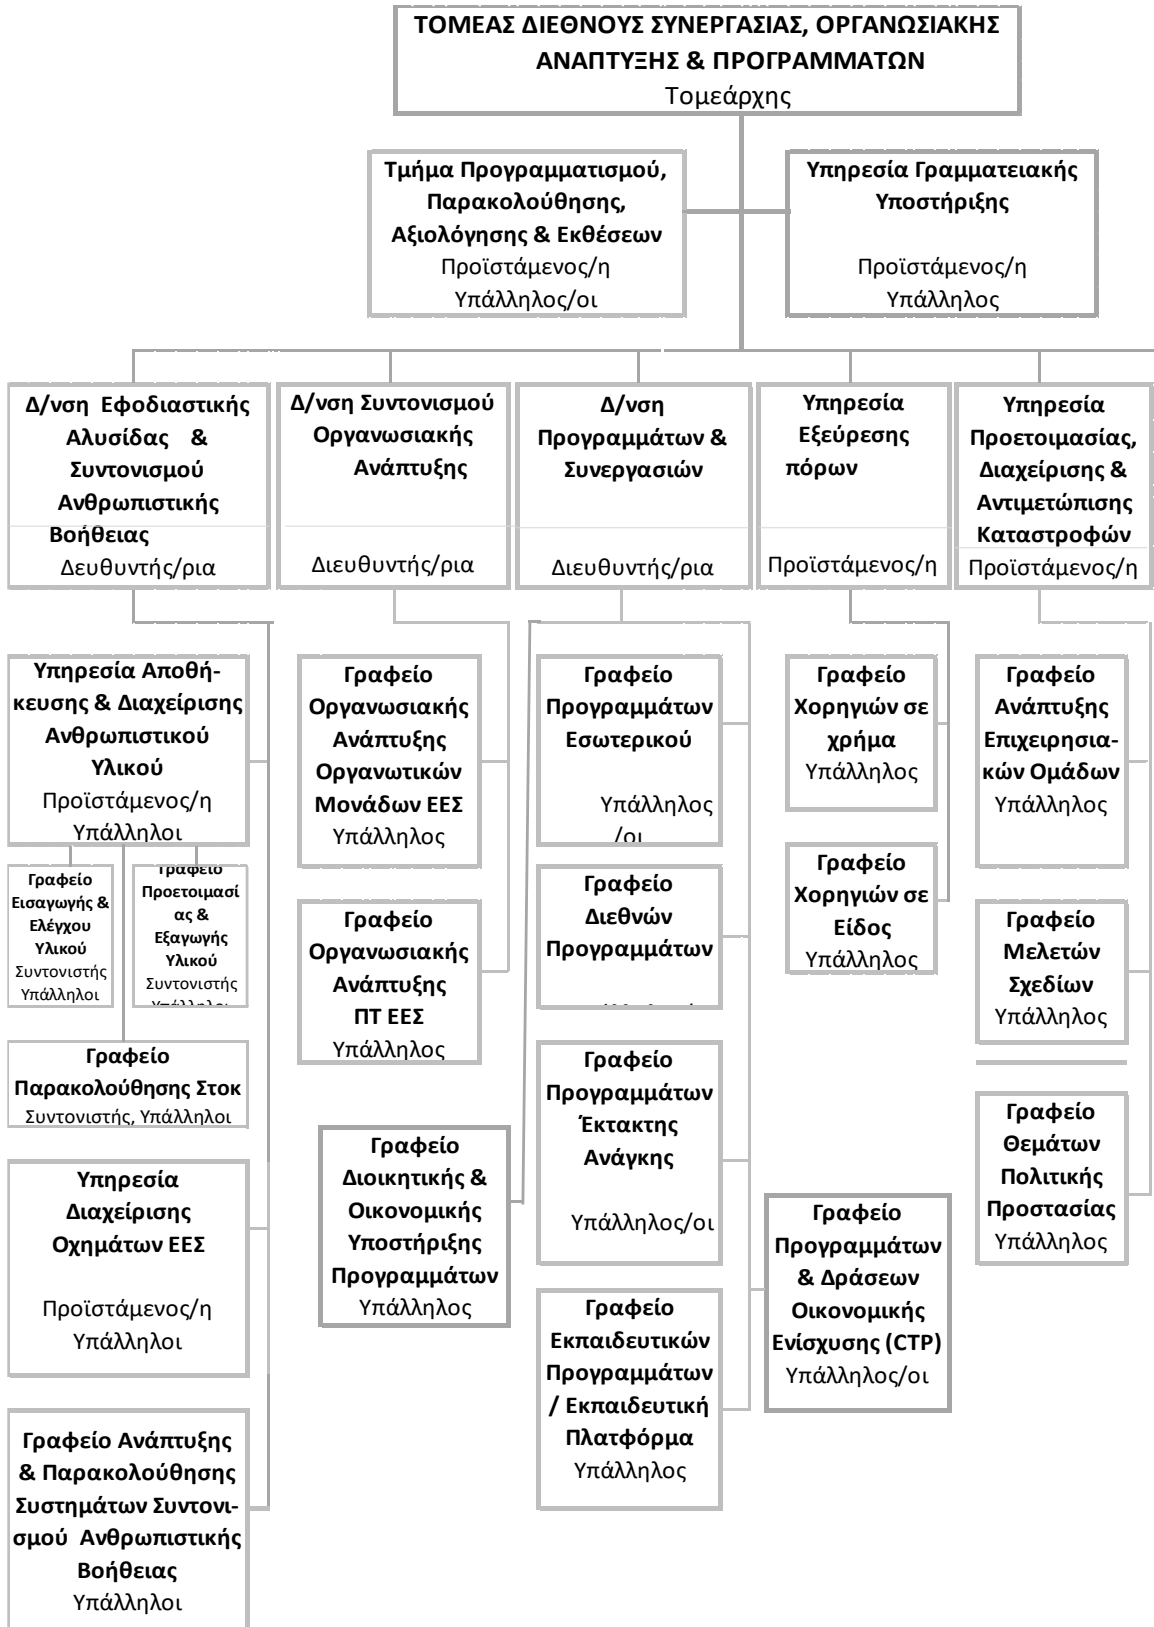 ΤΟΜΕΑΣ ΔΙΕΘΝΟΥΣ ΣΥΝΕΡΓΑΣΙΑΣ, ΟΡΓΑΝΩΣΙΑΚΗΣ
ΑΝΑΠΤΥΞΗΣ & ΠΡΟΓΡΑΜΜΑΤΩΝ
Τομεάρχης
Τμήμα Προγραμματισμού,
Παρακολούθησης,
Αξιολόγησης & Εκθέσεων
Προϊστάμενος/η
Υπάλληλος/οι
Υπηρεσία Γραμματειακής
Υποστήριξης
Προϊστάμενος/η
Υπάλληλος
Δ/νση Εφοδιαστικής
Αλυσίδας &
Συντονισμού
Ανθρωπιστικής
Βοήθειας
Διευθυντής/ρια
Δ/νση Συντονισμού
Οργανωσιακής
Ανάπτυξης
Διευθυντής/ρια
Δ/νση
Προγραμμάτων &
Συνεργασιών
Διευθυντής/ρια
Υπηρεσία
Εξεύρεσης
πόρων
Προϊστάμενος/η
Υπηρεσία
Προετοιμασίας,
Διαχείρισης &
Αντιμετώπισης
Καταστροφών
Προϊστάμενος/η
Υπηρεσία Αποθή-
κευσης & Διαχείρισης
Ανθρωπιστικού
Υλικού
Προϊστάμενος/η
Υπάλληλοι
Γραφείο
Εισαγωγής &
Ελέγχου
Υλικού
Συντονιστής
Υπάλληλοι
Γραφείο
Προετοιμασί
ας &
Εξαγωγής
Υλικού
Συντονιστής
Υπάλληλοι
Γραφείο
Παρακολούθησης Στοκ
Συντονιστής, Υπάλληλοι
Υπηρεσία
Διαχείρισης
Οχημάτων ΕΕΣ
Προϊστάμενος/η
Υπάλληλοι
Γραφείο Ανάπτυξης
& Παρακολούθησης
Συστημάτων Συντονι-
σμού Ανθρωπιστικής
Βοήθειας
Υπάλληλοι
Γραφείο
Οργανωσιακής
Ανάπτυξης
Οργανωτικών
Μονάδων ΕΕΣ
Υπάλληλος
Γραφείο
Οργανωσιακής
Ανάπτυξης
ΠΤ ΕΕΣ
Υπάλληλος
Γραφείο
Διοικητικής &
Οικονομικής
Υποστήριξης
Προγραμμάτων
Υπάλληλος
Γραφείο
Προγραμμάτων
Εσωτερικού
Υπάλληλος
/οι
Γραφείο
Διεθνών
Προγραμμάτων
Γραφείο
Προγραμμάτων
Έκτακτης
Ανάγκης
Υπάλληλος/οι
Γραφείο
Εκπαιδευτικών
Προγραμμάτων
/ Εκπαιδευτική
Πλατφόρμα
Υπάλληλος
Γραφείο
Χορηγιών σε
χρήμα
Υπάλληλος
Γραφείο
Χορηγιών σε
Είδος
Υπάλληλος
Γραφείο
Προγραμμάτων
& Δράσεων
Οικονομικής
Ενίσχυσης (CTP)
Υπάλληλος/οι
Γραφείο
Ανάπτυξης
Επιχειρησια-
κών Ομάδων
Υπάλληλος
Γραφείο
Μελετών
Σχεδίων
Υπάλληλος
Γραφείο
Θεμάτων
Πολιτικής
Προστασίας
Υπάλληλος